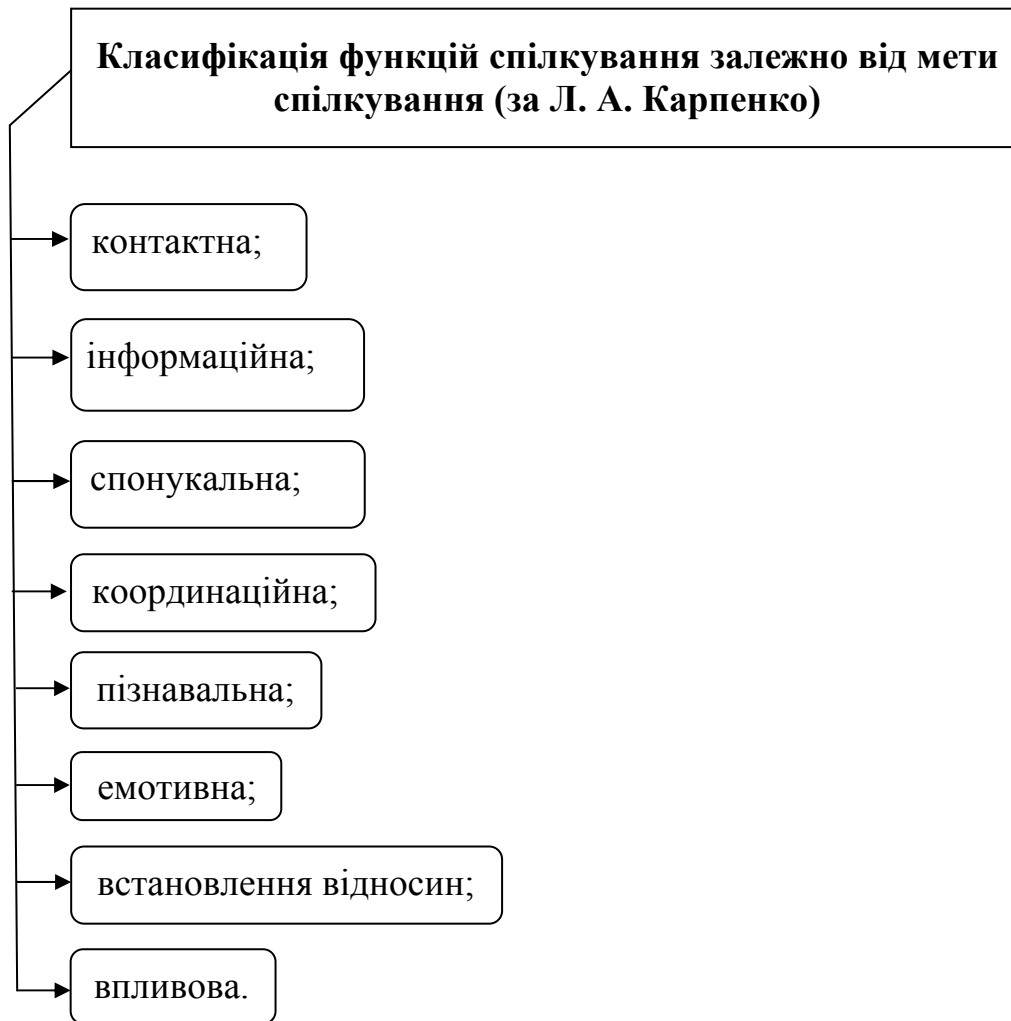 Класифікація функцій спілкування залежно від мети
спілкування (за Л. А. Карпенко)
контактна;
інформаційна;
спонукальна;
координаційна;
пізнавальна;
емотивна;
встановлення відносин;
впливова.